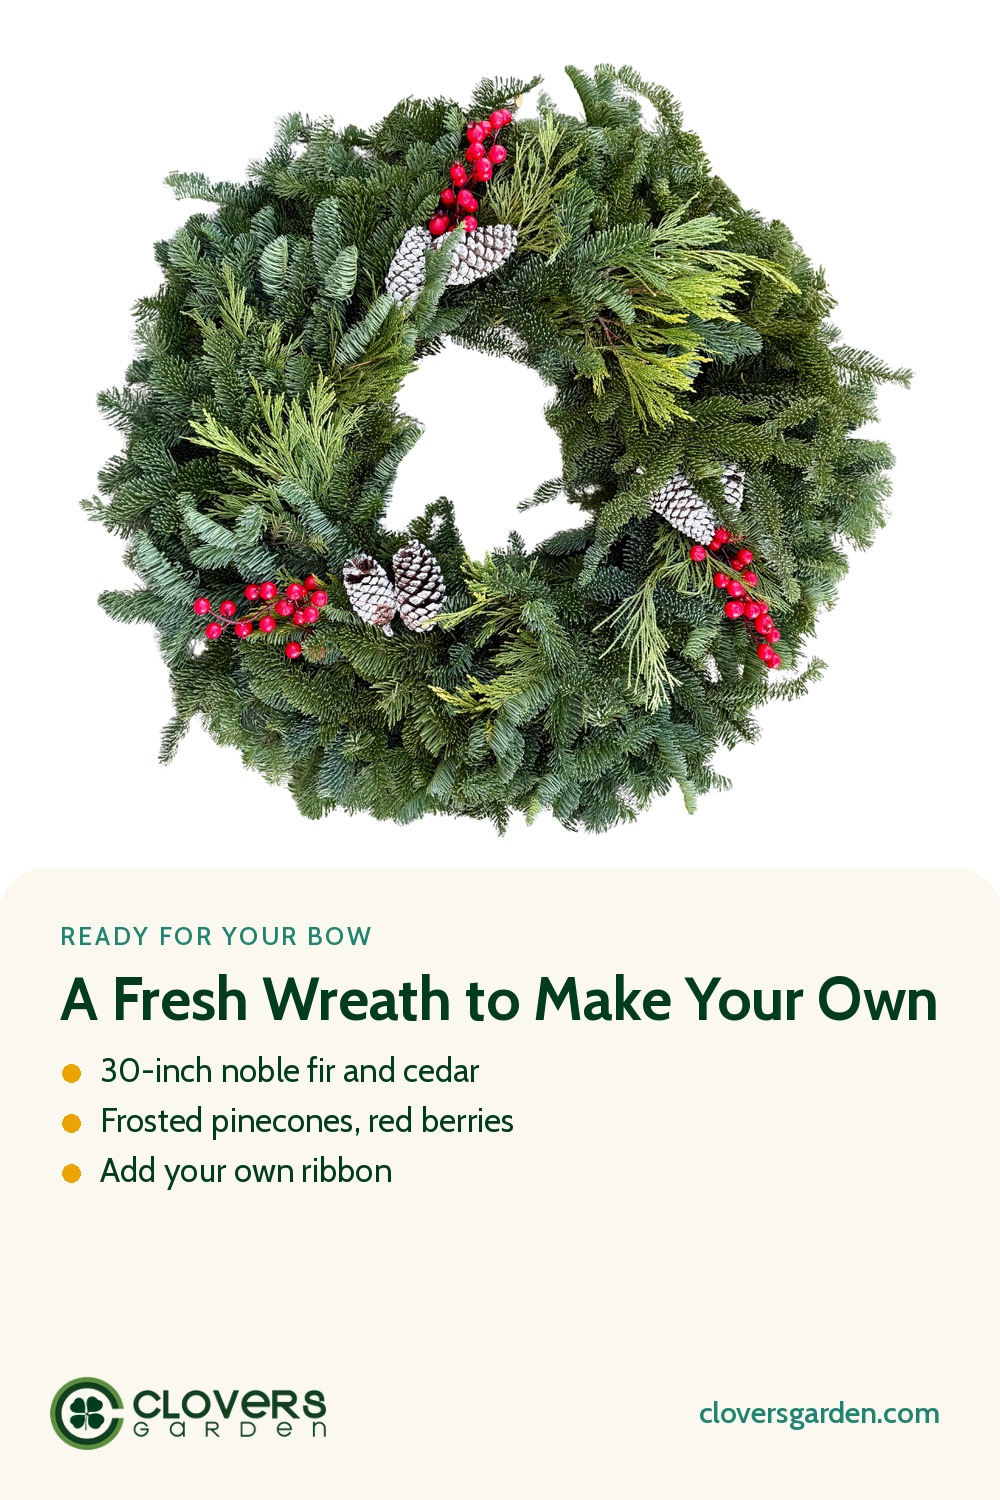 READY FOR YOUR BOW
A Fresh Wreath to Make Your Own
30-inch noble fir and cedar
Frosted pinecones, red berries
Add your own ribbon
CLOVERS
GARDEN
cloversgarden.com